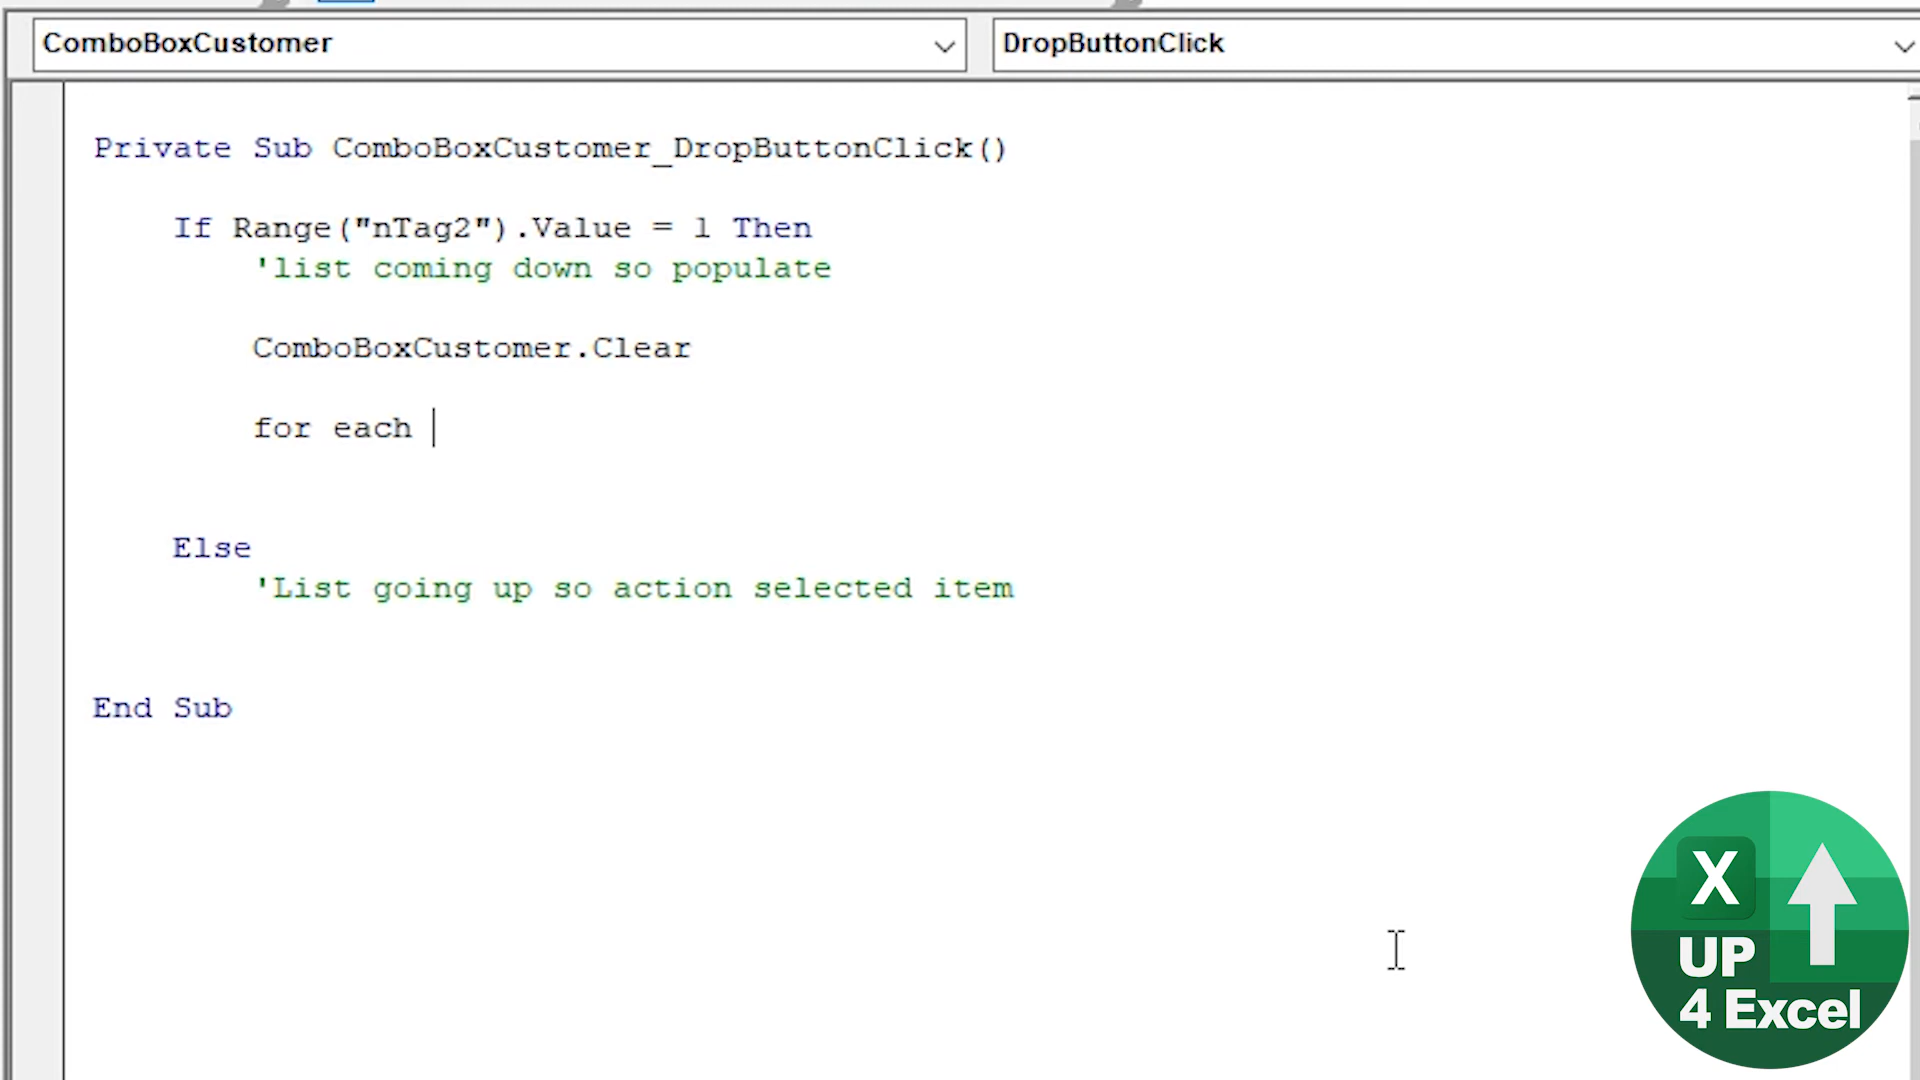 ComboBoxCustomer
DropButtonClick
Private Sub ComboBoxCustomer_DropButtonClick()
If Range("nTag2").Value = 1 Then
'list coming down so populate
ComboBoxCustomer.Clear
for each
Else
'List going up so action selected item
End Sub
X
UP
4 Excel